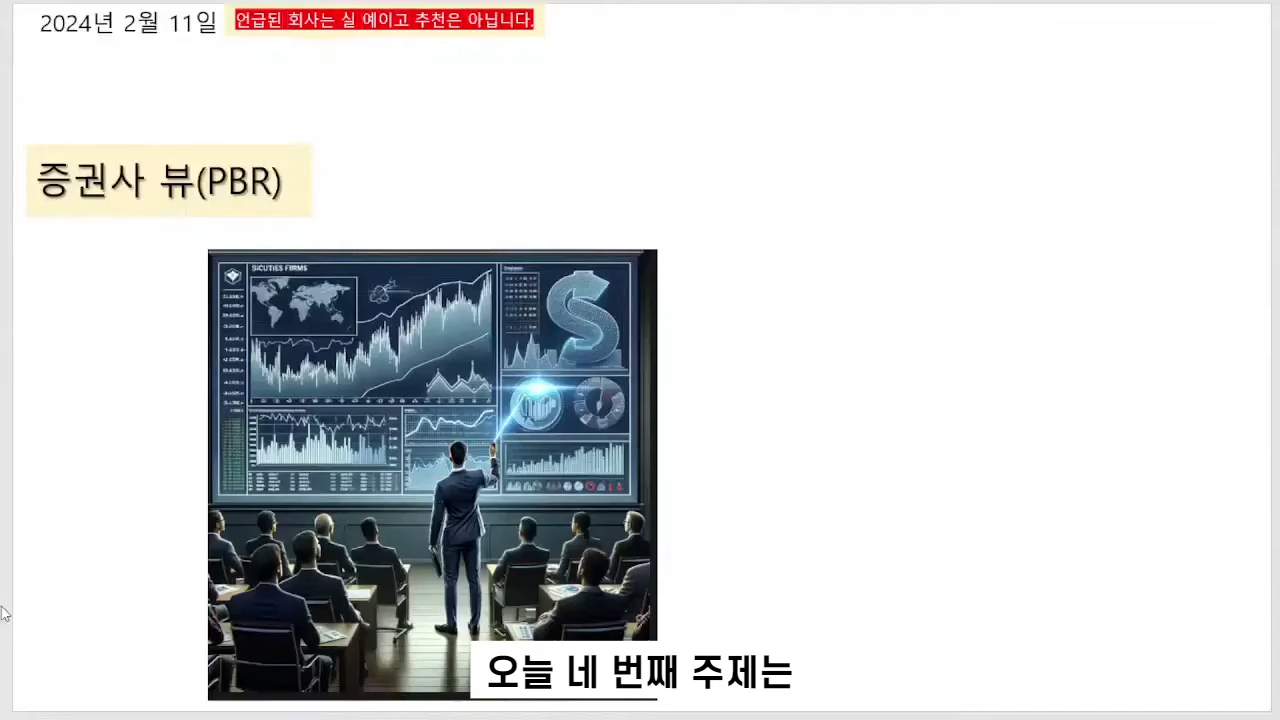 2024년 2월 11일
언급된 회사는 실 예이고 추천은 아닙니다.
증권사 뷰(PBR)
SICUTIES FIRMS
오늘 네 번째 주제는